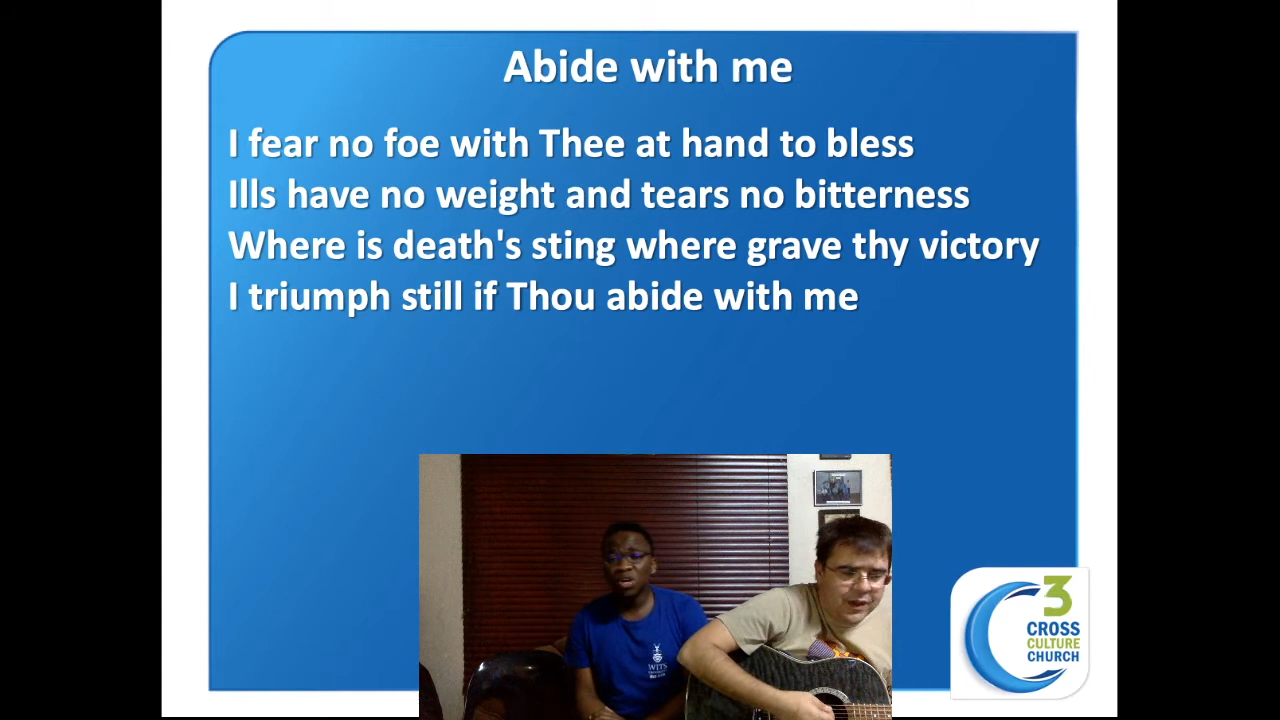 Abide with me
I fear no foe with Thee at hand to bless
Ills have no weight and tears no bitterness
Where is death's sting where grave thy victory
I triumph still if Thou abide with me
WITS
3
CROSS
CULTURE
CHURCH